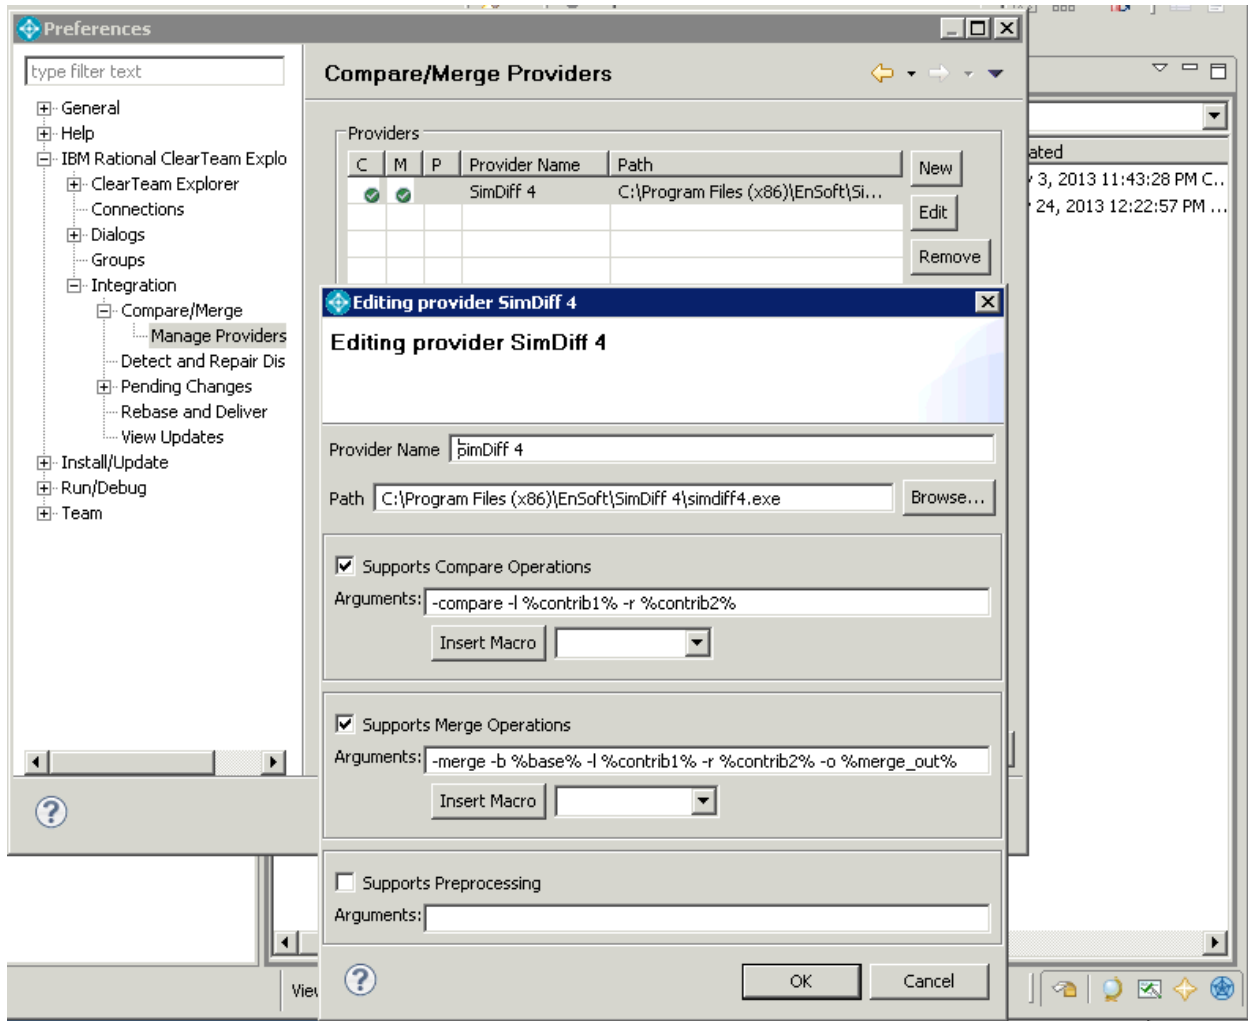 Preferences
type filter text
General
Help
IBM Rational ClearTeam Explo
ClearTeam Explorer
Connections
Dialogs
Groups
Integration
Compare/Merge
Manage Providers
Detect and Repair Dis
Pending Changes
Rebase and Deliver
View Updates
Install/Update
Run/Debug
Team
Compare/Merge Providers
Providers
C M P Provider Name Path
SimDiff 4 C:\Program Files (x86)\EnSoft\Si...
New
Edit
Remove
ated
3, 2013 11:43:28 PM C..
24, 2013 12:22:57 PM ...
Editing provider SimDiff 4
Editing provider SimDiff 4
Provider Name SimDiff 4
Path C:\Program Files (x86)\EnSoft\SimDiff 4\simdiff4.exe Browse...
Supports Compare Operations
Arguments: -compare -l %contrib1% -r %contrib2%
Insert Macro
Supports Merge Operations
Arguments: -merge -b %base% -l %contrib1% -r %contrib2% -o %merge_out%
Insert Macro
Supports Preprocessing
Arguments:
OK Cancel
View